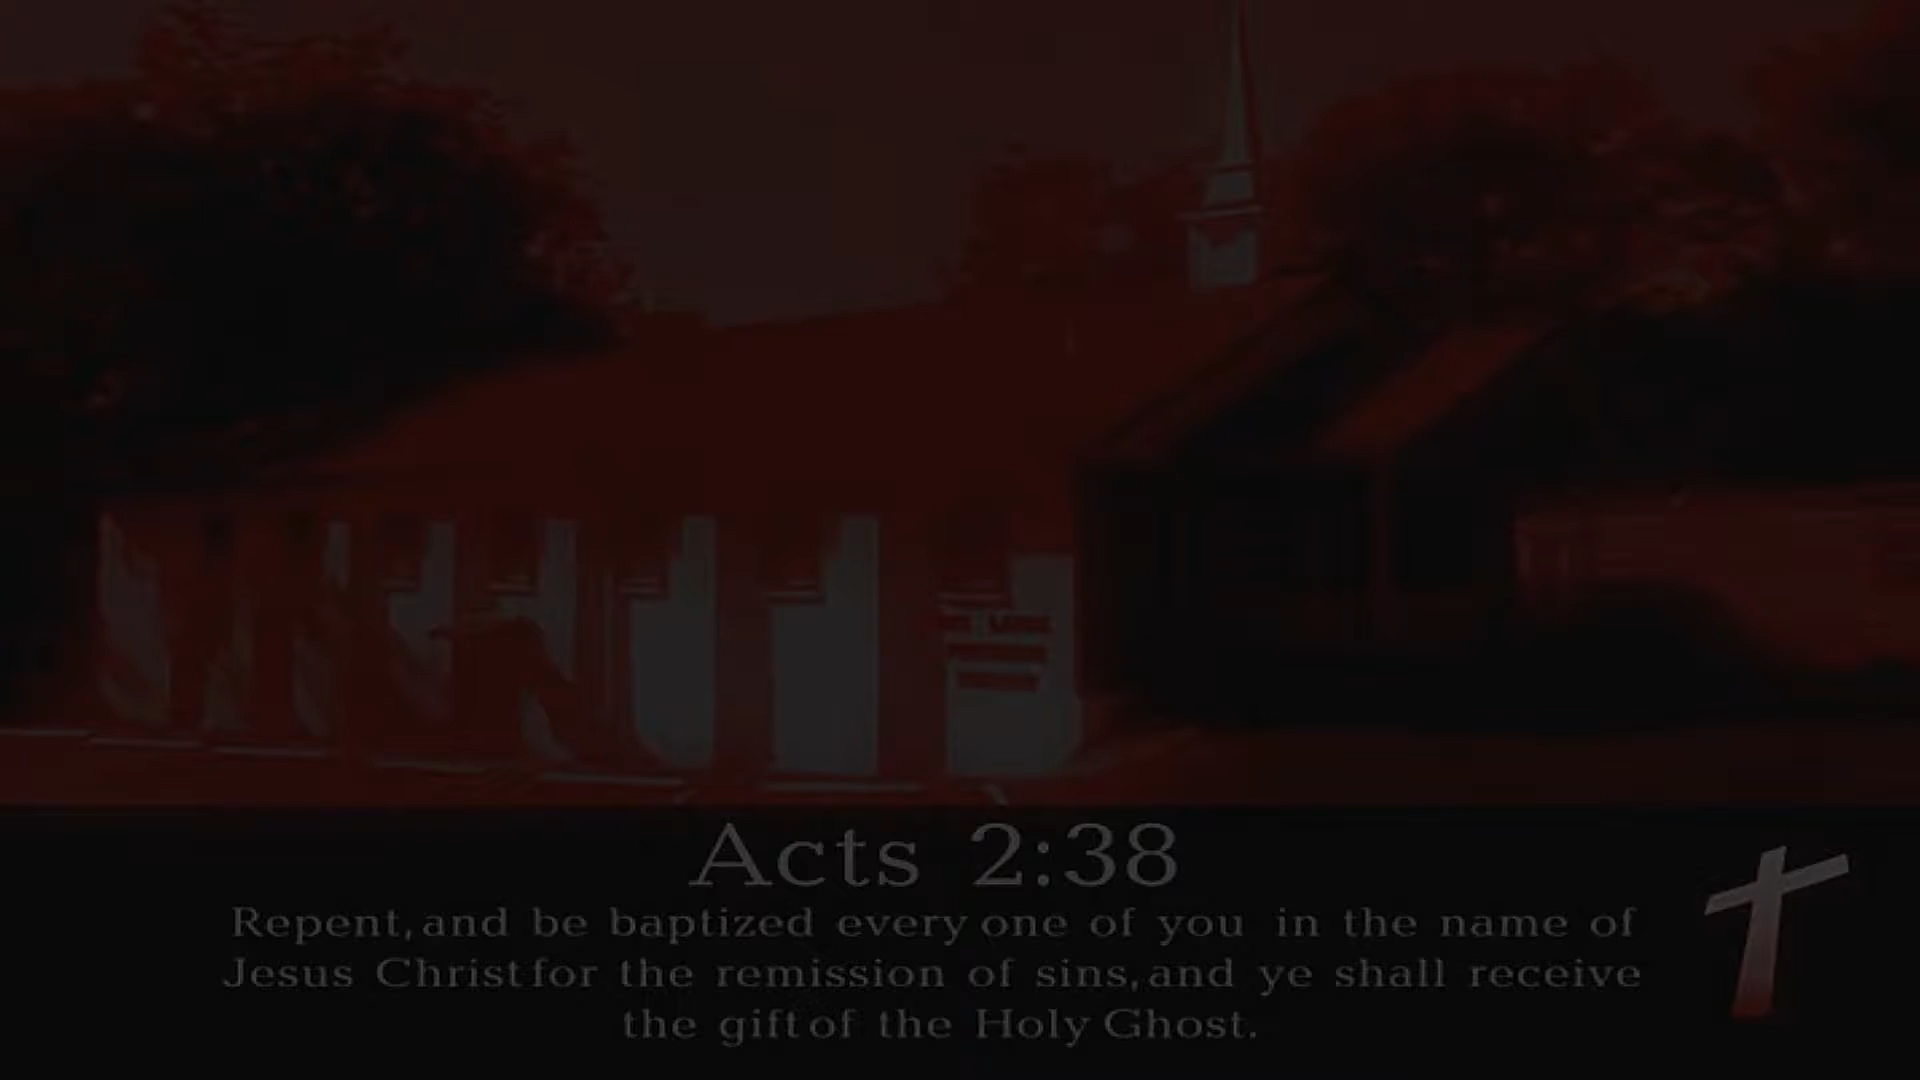 Acts 2:38
Repent, and be baptized every one of you in the name of
Jesus Christ for the remission of sins, and ye shall receive
the gift of the Holy Ghost.